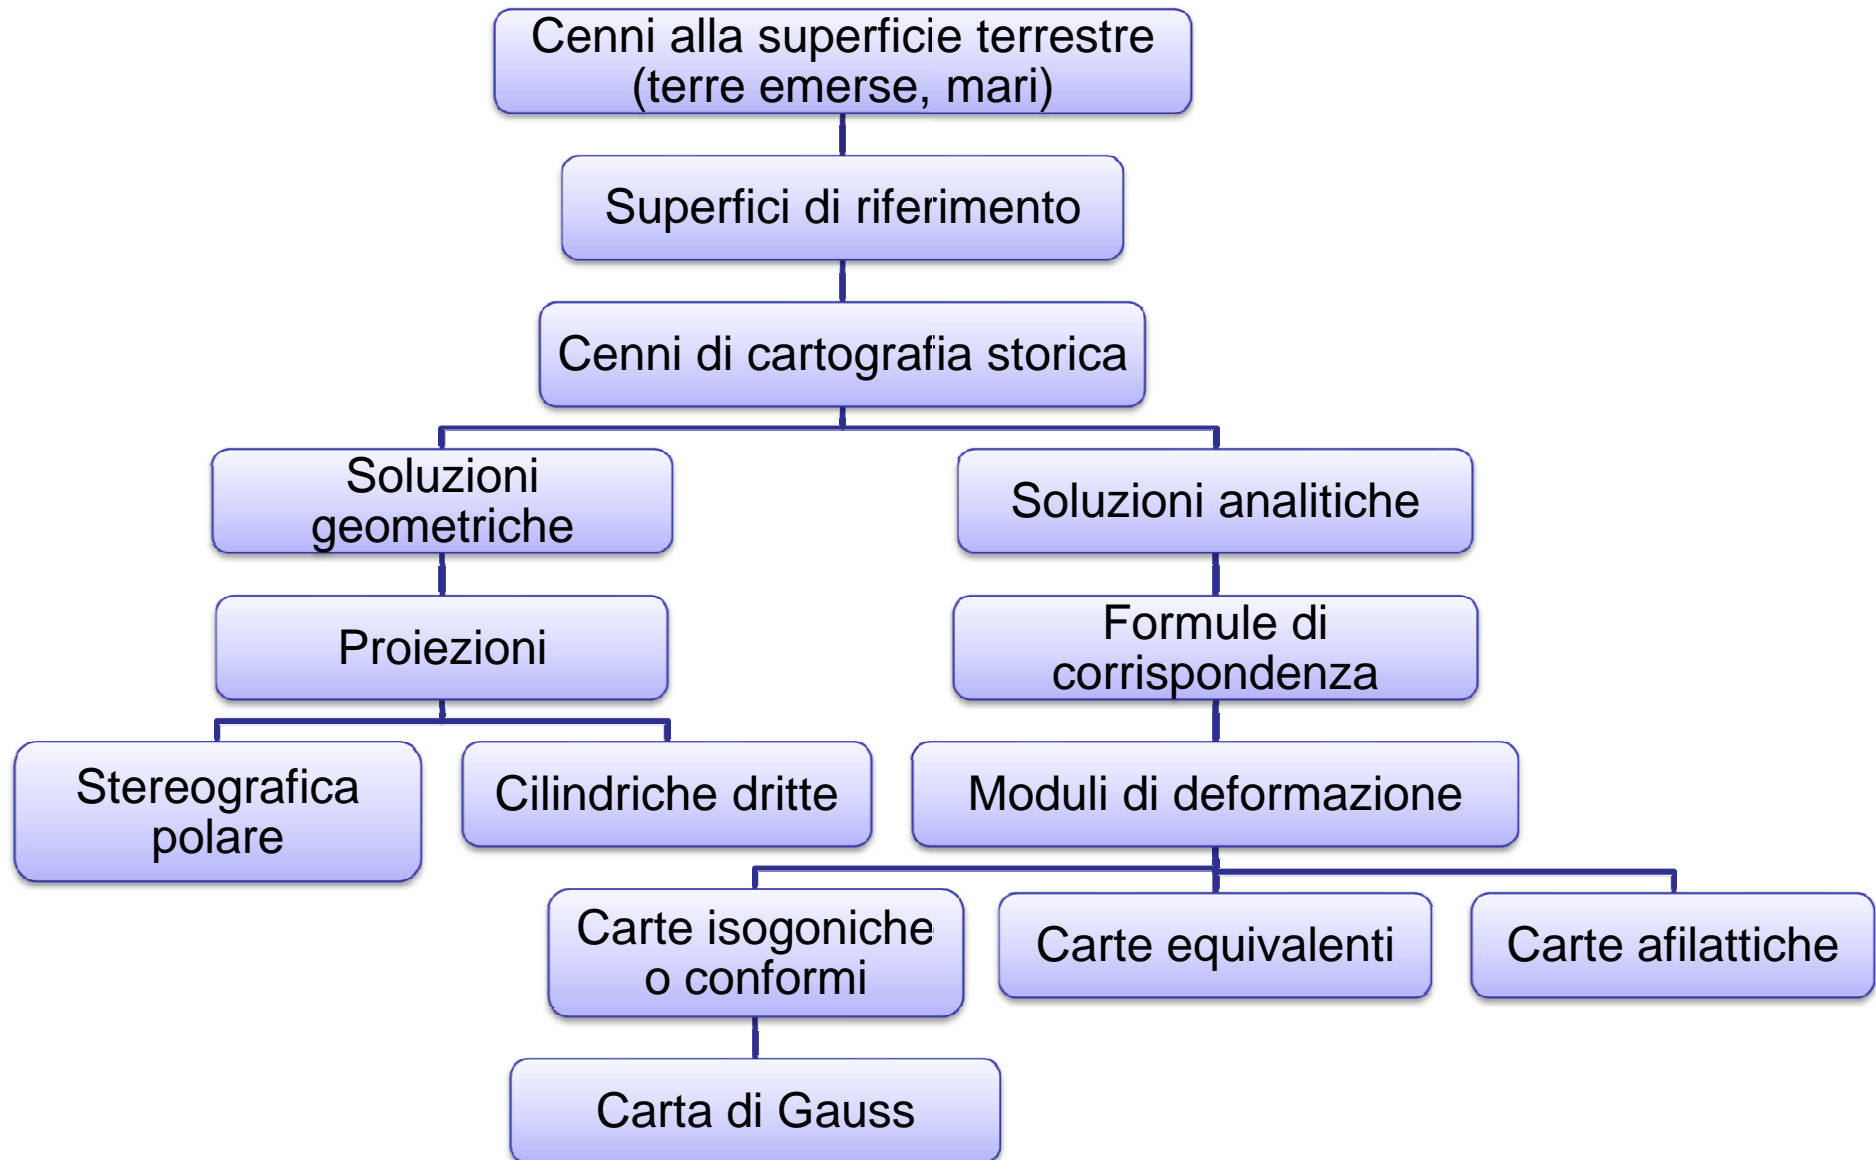 Cenni alla superficie terrestre
(terre emerse, mari)
Superfici di riferimento
Cenni di cartografia storica
Soluzioni
geometriche
Soluzioni analitiche
Proiezioni
Formule di
corrispondenza
Stereografica
polare
Cilindriche dritte
Moduli di deformazione
Carte isogoniche
o conformi
Carte equivalenti
Carte afilattiche
Carta di Gauss